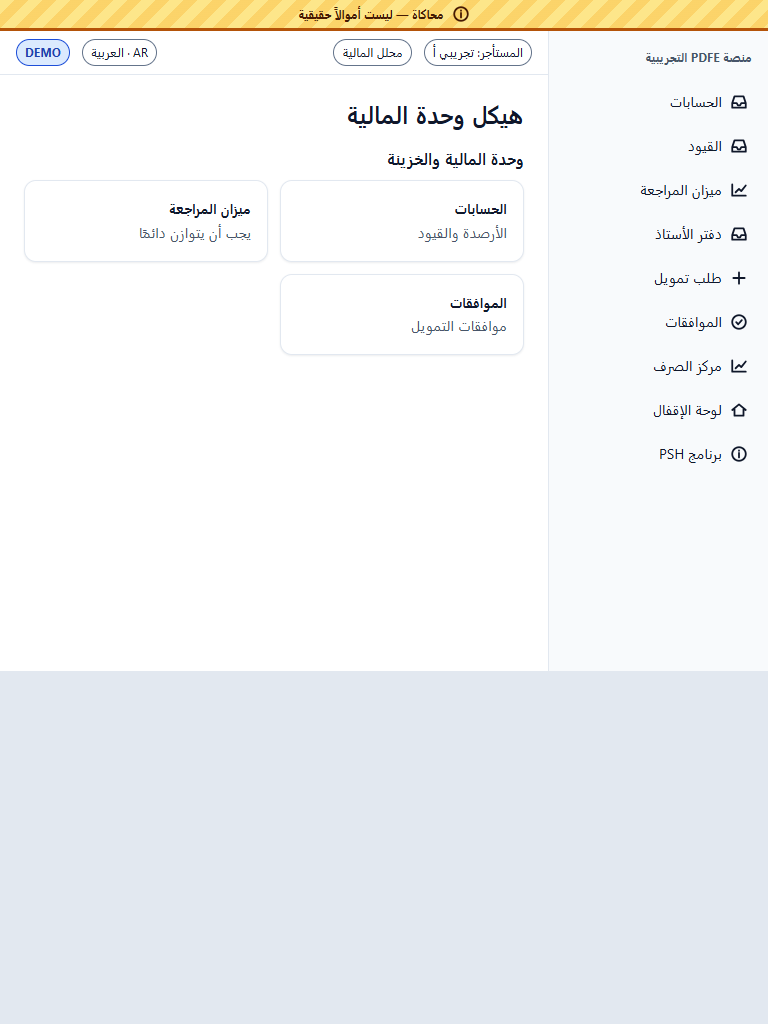 محاكاة — ليست أموالاً حقيقية
منصة PDFE التجريبية
الحسابات
القيود
ميزان المراجعة
دفتر الأستاذ
طلب تمويل
الموافقات
مركز الصرف
لوحة الإقفال
برنامج PSH
المستأجر: تجريبي أ
محلل المالية
AR · العربية
DEMO
هيكل وحدة المالية
وحدة المالية والخزينة
الحسابات
الأرصدة والقيود
ميزان المراجعة
يجب أن يتوازن دائمًا
الموافقات
موافقات التمويل